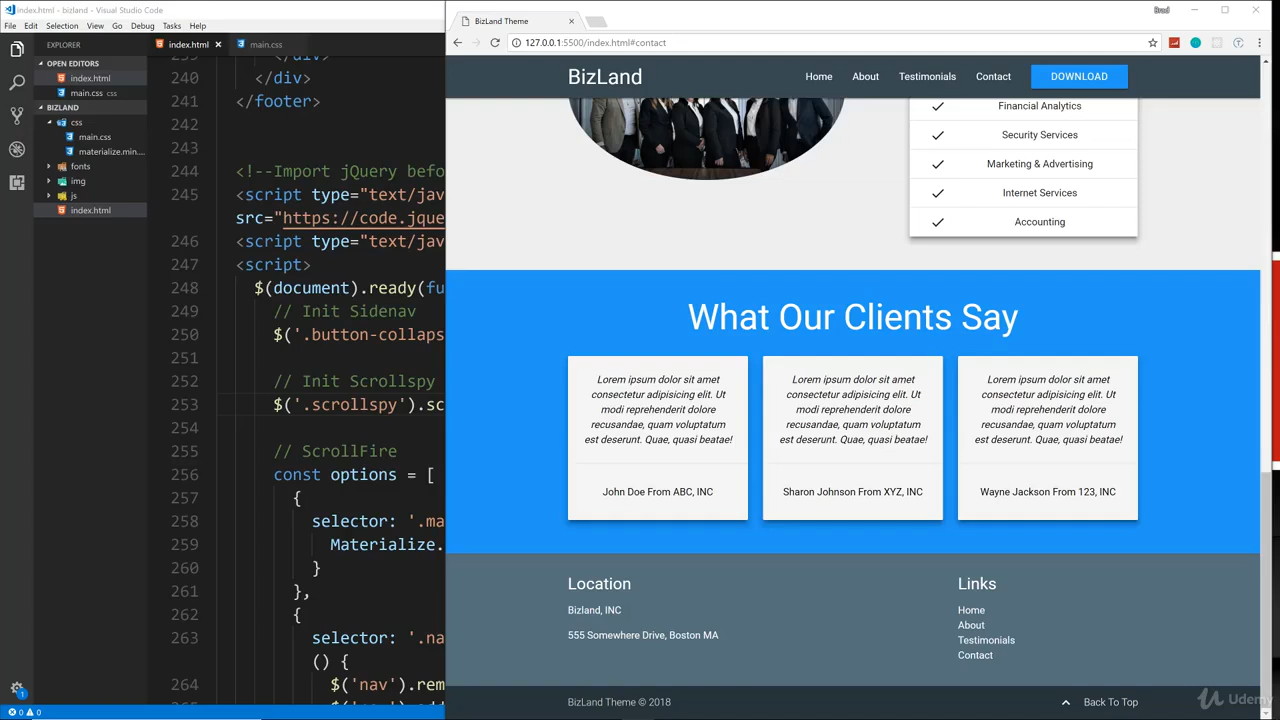 index.html - bizland - Visual Studio Code
File Edit Selection View Go Debug Tasks Help
EXPLORER
OPEN EDITORS
index.html
main.css css
BIZLAND
css
main.css
materialize.min....
fonts
img
js
index.html
1
0 0
index.html
main.css
239 </div>
240 </div>
241 </footer>
242
243
244 <!--Import jQuery befor
245 <script type="text/jav
src="https://code.jque
246 <script type="text/jav
247 <script>
248 $(document).ready(fu
249 // Init Sidenav
250 $('.button-collaps
251
252 // Init Scrollspy
253 $('.scrollspy').sc
254
255 // ScrollFire
256 const options = [
257 {
258 selector: '.ma
259 Materialize.
260 }
261 },
262 {
263 selector: '.na
() {
264 $('nav').rem
BizLand Theme
Brad
127.0.0.1:5500/index.html#contact
BizLand
Home About Testimonials Contact DOWNLOAD
Financial Analytics
Security Services
Marketing & Advertising
Internet Services
Accounting
What Our Clients Say
Lorem ipsum dolor sit amet
consectetur adipisicing elit. Ut
modi reprehenderit dolore
recusandae, quam voluptatum
est deserunt. Quae, quasi beatae!
John Doe From ABC, INC
Lorem ipsum dolor sit amet
consectetur adipisicing elit. Ut
modi reprehenderit dolore
recusandae, quam voluptatum
est deserunt. Quae, quasi beatae!
Sharon Johnson From XYZ, INC
Lorem ipsum dolor sit amet
consectetur adipisicing elit. Ut
modi reprehenderit dolore
recusandae, quam voluptatum
est deserunt. Quae, quasi beatae!
Wayne Jackson From 123, INC
Location
Bizland, INC
555 Somewhere Drive, Boston MA
Links
Home
About
Testimonials
Contact
BizLand Theme © 2018
Back To Top
Udemy